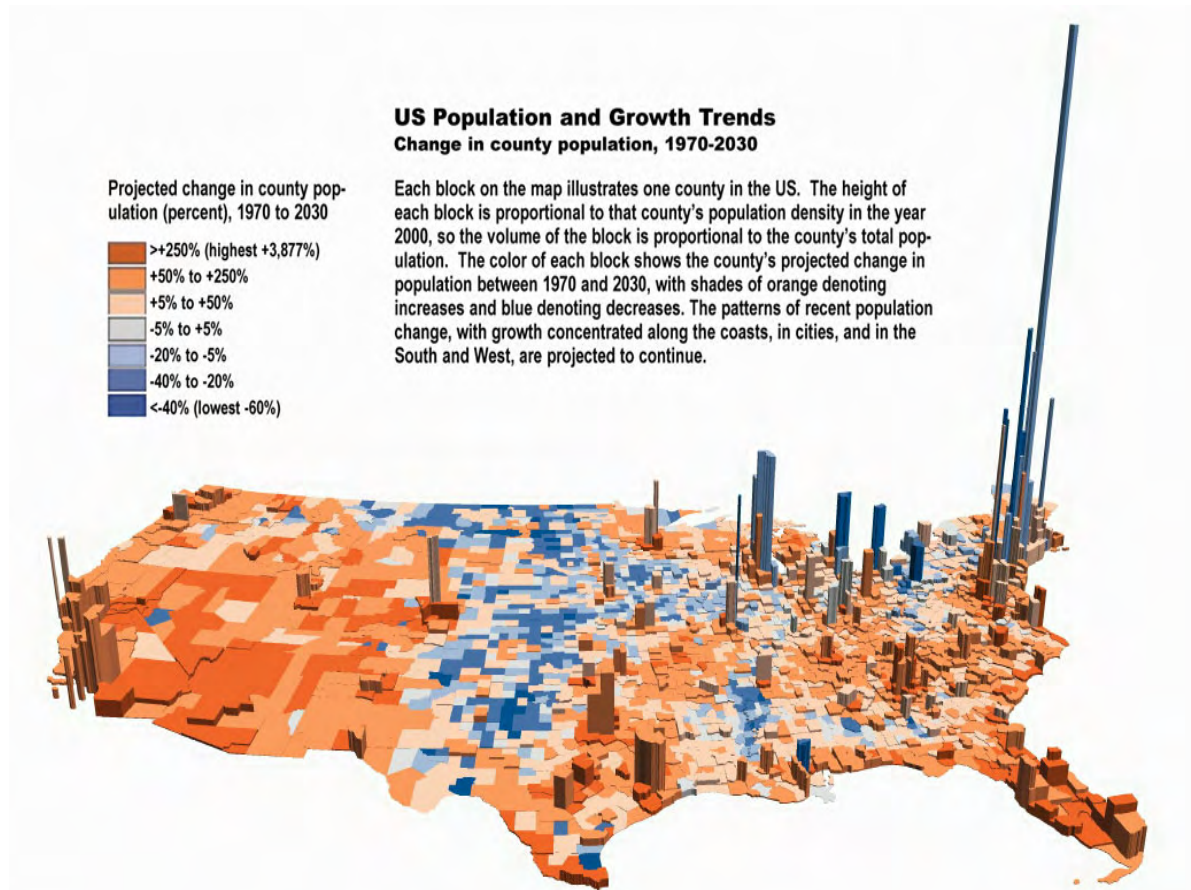 US Population and Growth Trends
Change in county population, 1970-2030
Projected change in county pop-
ulation (percent), 1970 to 2030
>+250% (highest +3,877%)
+50% to +250%
+5% to +50%
-5% to +5%
-20% to -5%
-40% to -20%
<-40% (lowest -60%)
Each block on the map illustrates one county in the US. The height of
each block is proportional to that county's population density in the year
2000, so the volume of the block is proportional to the county's total pop-
ulation. The color of each block shows the county's projected change in
population between 1970 and 2030, with shades of orange denoting
increases and blue denoting decreases. The patterns of recent population
change, with growth concentrated along the coasts, in cities, and in the
South and West, are projected to continue.